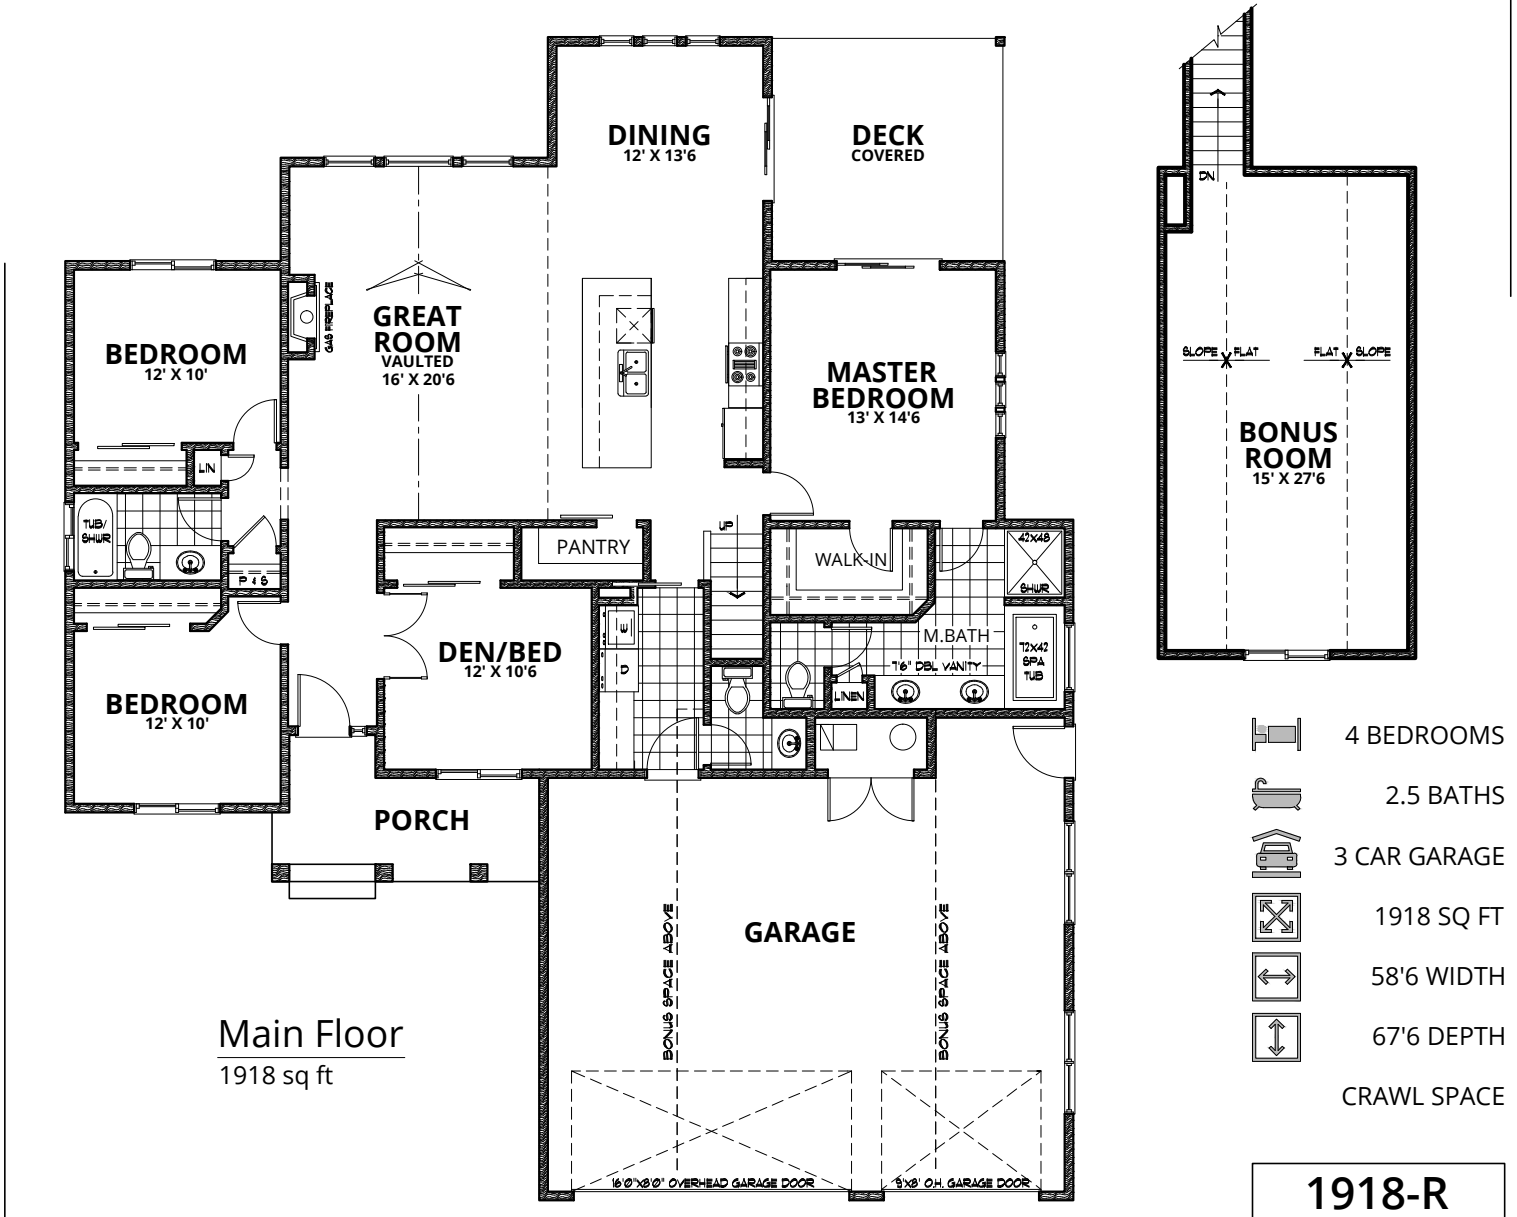 DINING
12' X 13'6
DECK
COVERED
DN
GREAT
ROOM
VAULTED
16' X 20'6
GAS FIREPLACE
BEDROOM
12' X 10'
MASTER
BEDROOM
13' X 14'6
SLOPE FLAT
FLAT SLOPE
BONUS
ROOM
15' X 27'6
LIN
TUB/
SHWR
P & S
PANTRY
UP
WALK-IN
42x48
SHWR
M.BATH
7'6" DBL VANITY
72x42
SPA
TUB
LINEN
DEN/BED
12' X 10'6
W
D
BEDROOM
12' X 10'
PORCH
GARAGE
BONUS SPACE ABOVE
BONUS SPACE ABOVE
16'0"x8'0" OVERHEAD GARAGE DOOR
9'x8' O.H. GARAGE DOOR
Main Floor
1918 sq ft
4 BEDROOMS
2.5 BATHS
3 CAR GARAGE
1918 SQ FT
58'6 WIDTH
67'6 DEPTH
CRAWL SPACE
1918-R